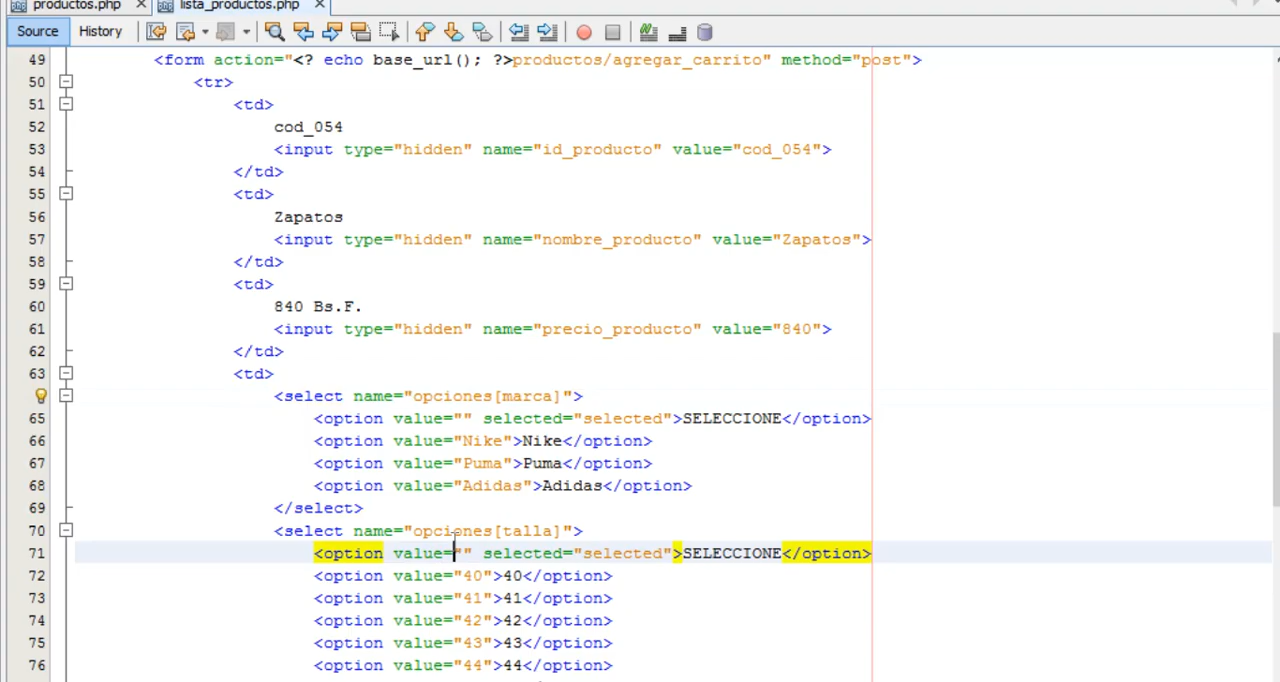 productos.php lista_productos.php
Source History
49 <form action="<? echo base_url(); ?>productos/agregar_carrito" method="post">
50 <tr>
51 <td>
52 cod_054
53 <input type="hidden" name="id_producto" value="cod_054">
54 </td>
55 <td>
56 Zapatos
57 <input type="hidden" name="nombre_producto" value="Zapatos">
58 </td>
59 <td>
60 840 Bs.F.
61 <input type="hidden" name="precio_producto" value="840">
62 </td>
63 <td>
<select name="opciones[marca]">
65 <option value="" selected="selected">SELECCIONE</option>
66 <option value="Nike">Nike</option>
67 <option value="Puma">Puma</option>
68 <option value="Adidas">Adidas</option>
69 </select>
70 <select name="opciones[talla]">
71 <option value="" selected="selected">SELECCIONE</option>
72 <option value="40">40</option>
73 <option value="41">41</option>
74 <option value="42">42</option>
75 <option value="43">43</option>
76 <option value="44">44</option>